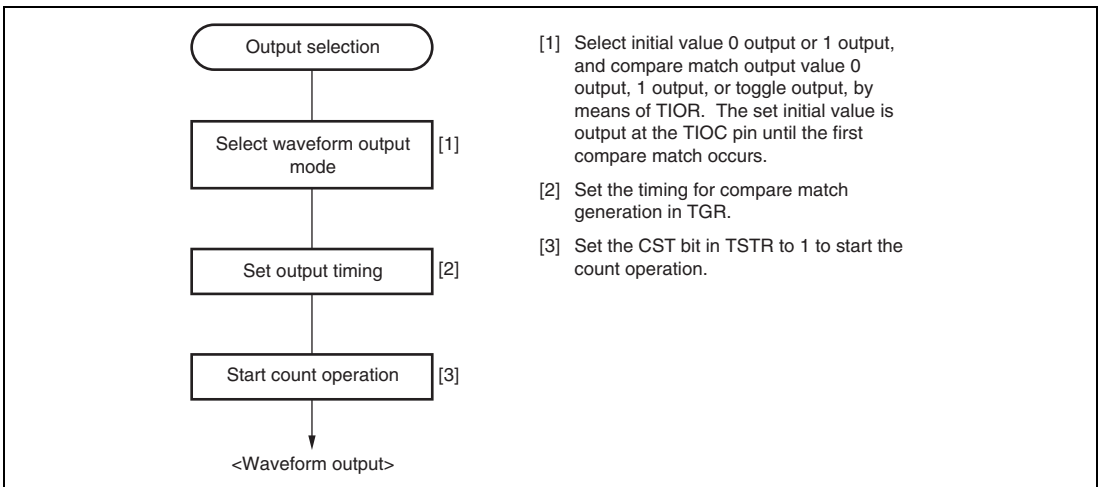 Output selection
Select waveform output
mode
[1]
Set output timing
[2]
Start count operation
[3]
<Waveform output>
[1] Select initial value 0 output or 1 output,
and compare match output value 0
output, 1 output, or toggle output, by
means of TIOR.  The set initial value is
output at the TIOC pin until the first
compare match occurs.
[2] Set the timing for compare match
generation in TGR.
[3] Set the CST bit in TSTR to 1 to start the
count operation.